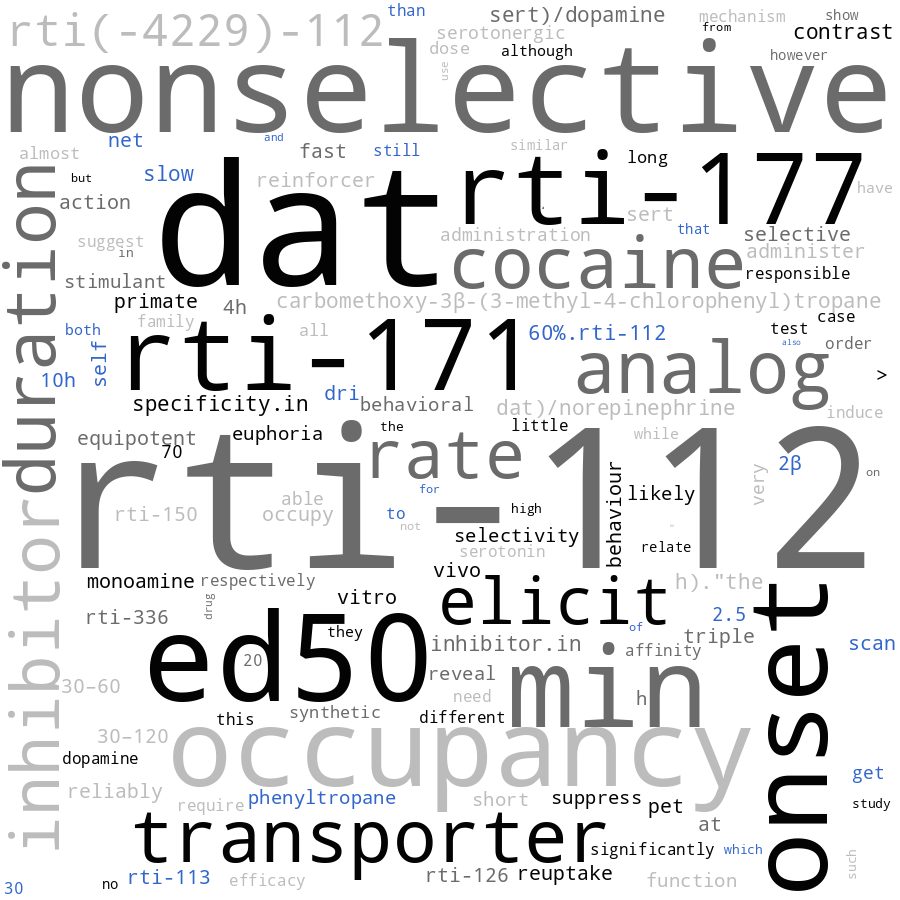 than
sert)/dopamine
mechanism
show
rti(-4229)-112
serotonergic
from
contrast
dose
although
however
nonselective
use
net
and
fast
still
similar
long
almost
but
slow
reinforcer
dat
rti-177
have
action
sert
that
duration
suggest
in
administration
cocaine
selective
administer
stimulant
responsible
primate
4h
carbomethoxy-3β-(3-methyl-4-chlorophenyl)tropane
family
all
case
both
self
rti-171
60%.rti-112
test
also
order
10h
dri
analog
>
specificity.in
behavioral
dat)/norepinephrine
induce
equipotent
euphoria
the
little
while
70
rti-112
rate
2β
on
able
for
behaviour
likely
very
rti-150
occupy
to
not
high
-
selectivity
serotonin
relate
inhibitor
monoamine
respectively
vivo
elicit
h)."the
onset
drug
vitro
rti-336
they
of
2.5
ed50
inhibitor.in
affinity
triple
scan
20
reveal
min
30–60
need
h
this
synthetic
different
30–120
occupancy
dopamine
get
reliably
require
phenyltropane
short
suppress
pet
study
transporter
at
significantly
which
such
30
no
rti-113
efficacy
rti-126
reuptake
function